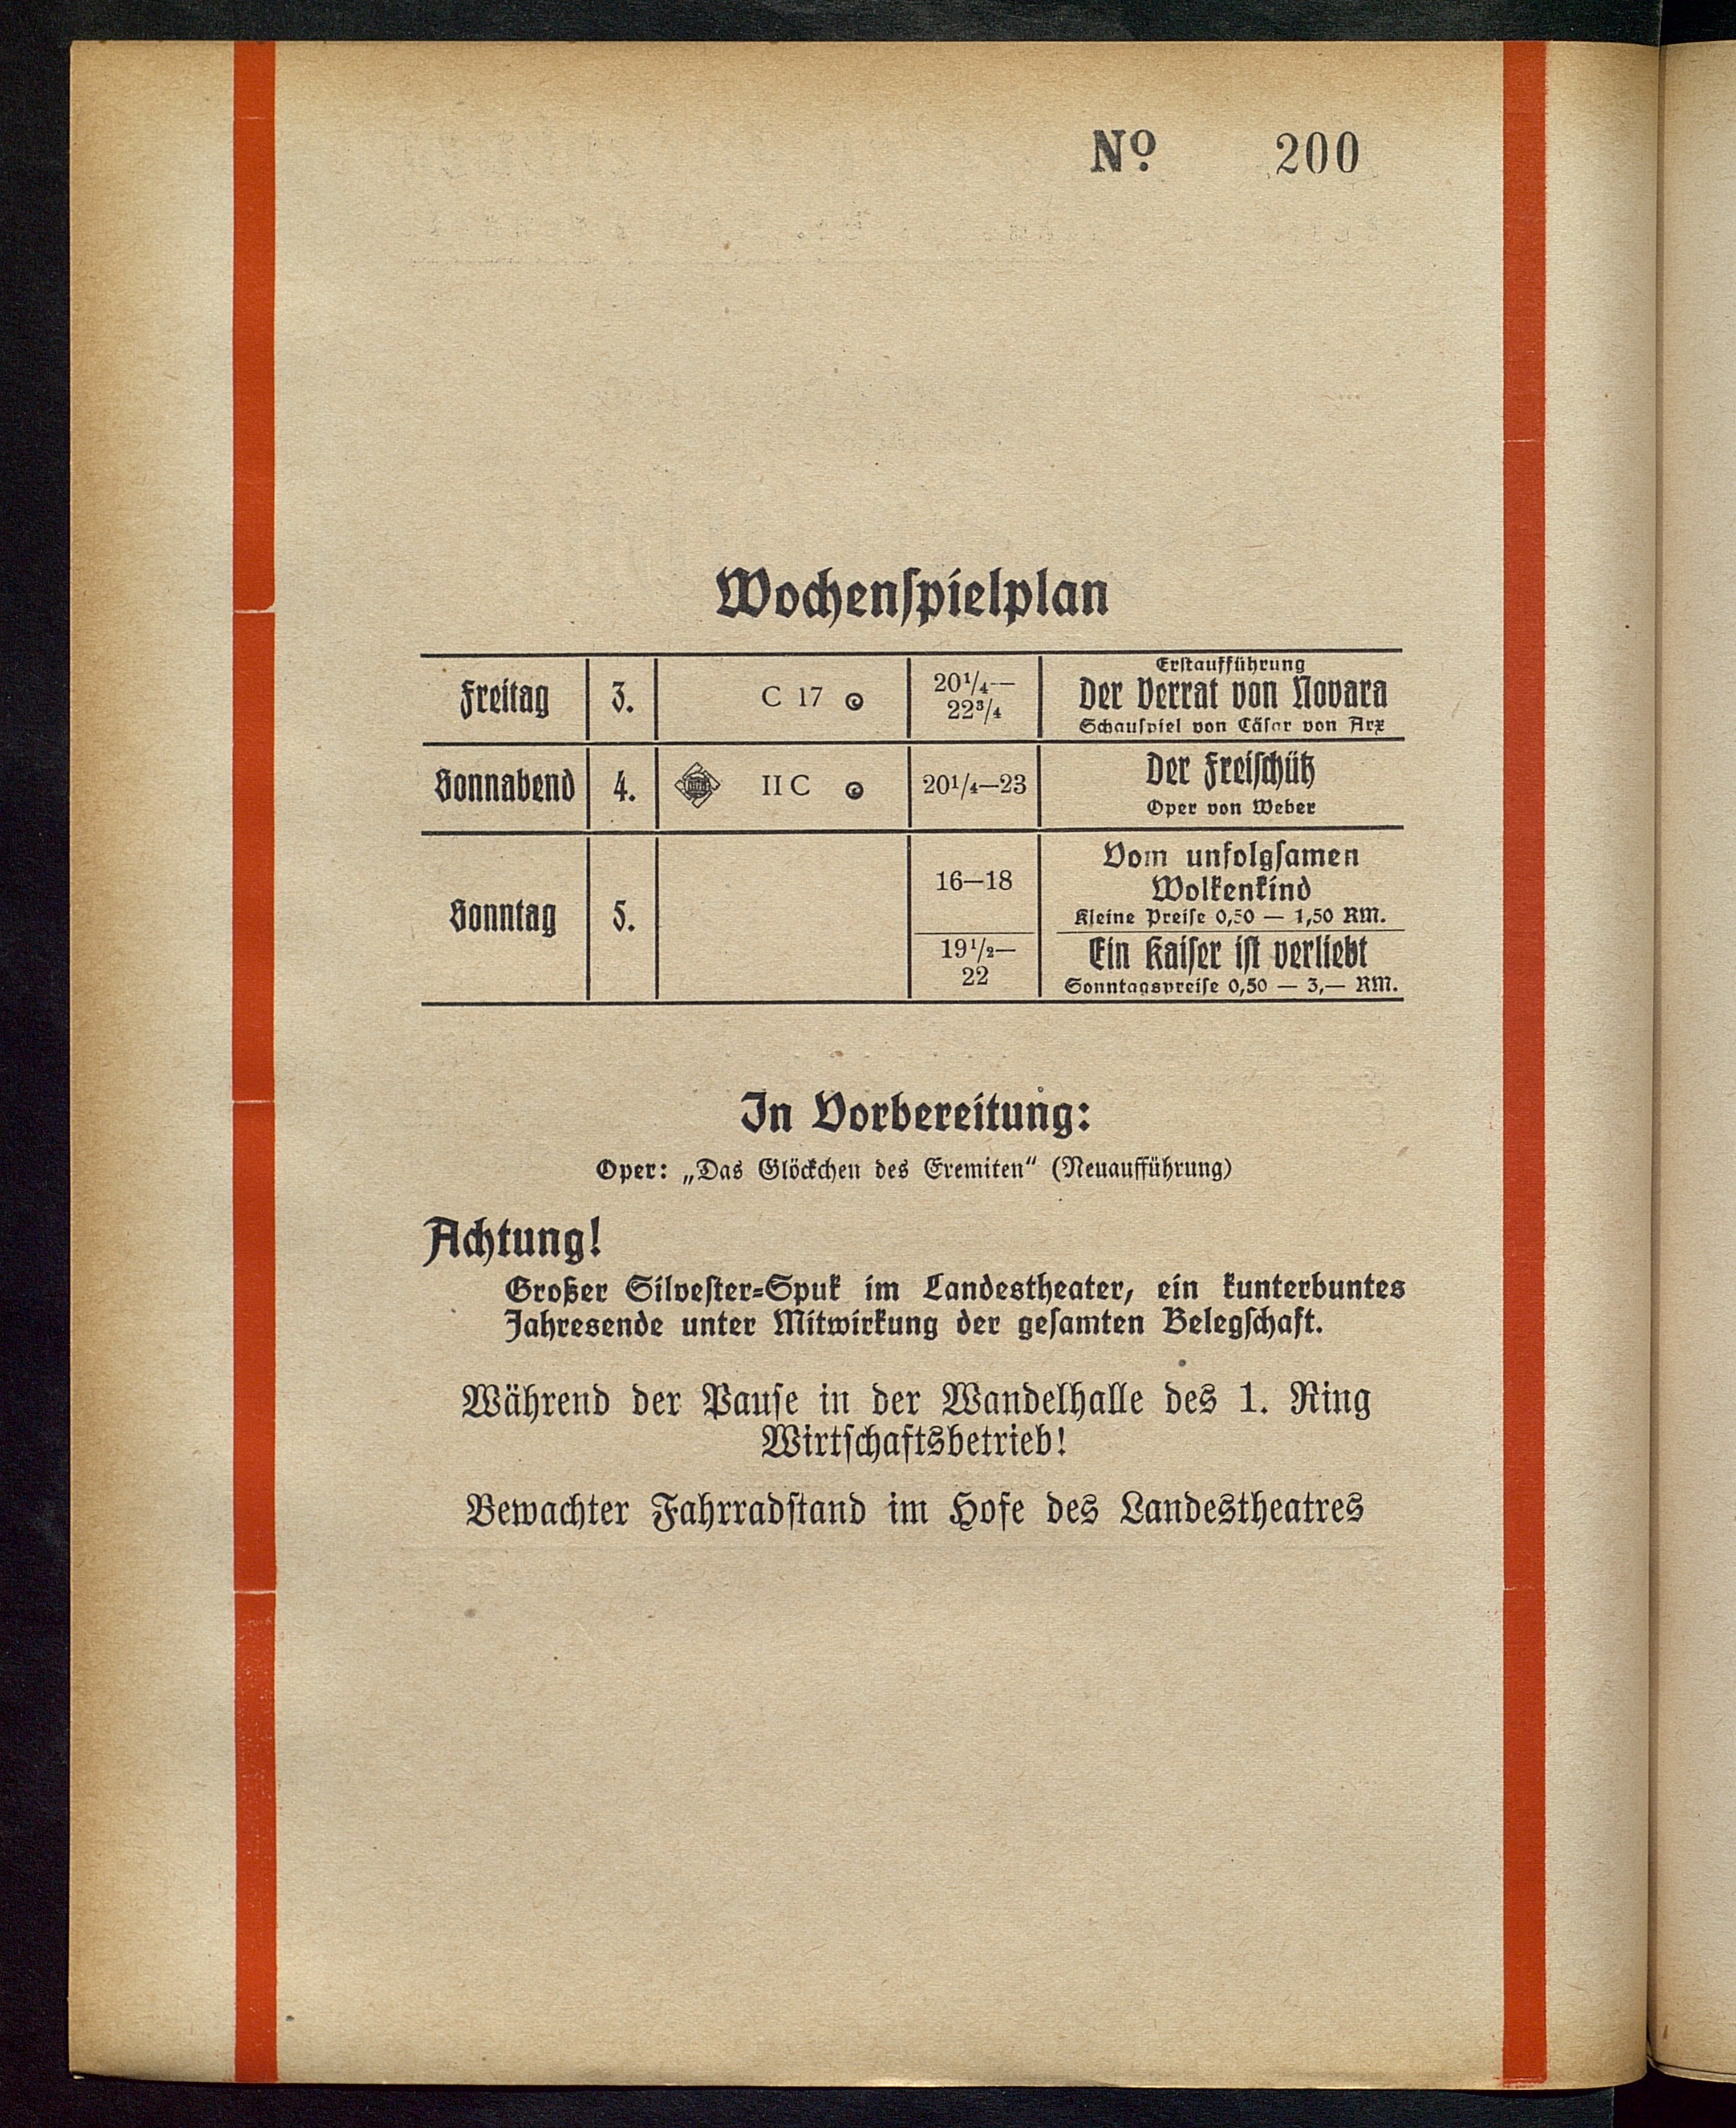 Nº 200
Wochenspielplan
Freitag 3. C 17 20¼—22¾ Erstaufführung
Der Verrat von Novara
Schauspiel von Cäsar von Arx
Sonnabend 4. II C 20¼—23 Der Freischütz
Oper von Weber
Sonntag 5. 16—18 Vom unfolgsamen
Wolkenkind
Kleine Preise 0,50 — 1,50 RM.
19½—22 Ein Kaiser ist verliebt
Sonntagspreise 0,50 — 3,— RM.
In Vorbereitung:
Oper: „Das Glöckchen des Eremiten“ (Neuaufführung)
Achtung!
Großer Silvester-Spuk im Landestheater, ein kunterbuntes
Jahresende unter Mitwirkung der gesamten Belegschaft.
Während der Pause in der Wandelhalle des 1. Ring
Wirtschaftsbetrieb!
Bewachter Fahrradstand im Hofe des Landestheatres